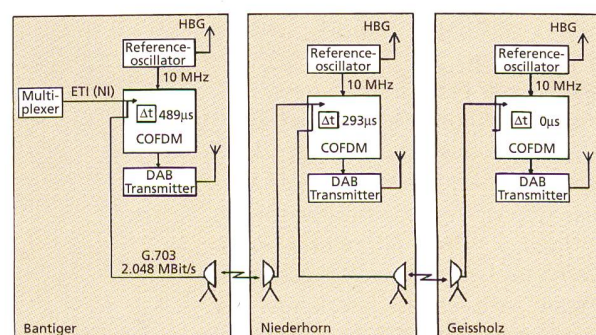 HBG
Reference-
oscillator
10 MHz
Multi-
plexer
ETI (NI)
Δt 489µs
COFDM
DAB
Transmitter
G.703
2.048 MBit/s
Bantiger
HBG
Reference-
oscillator
10 MHz
Δt 293µs
COFDM
DAB
Transmitter
Niederhorn
HBG
Reference-
oscillator
10 MHz
Δt 0µs
COFDM
DAB
Transmitter
Geissholz